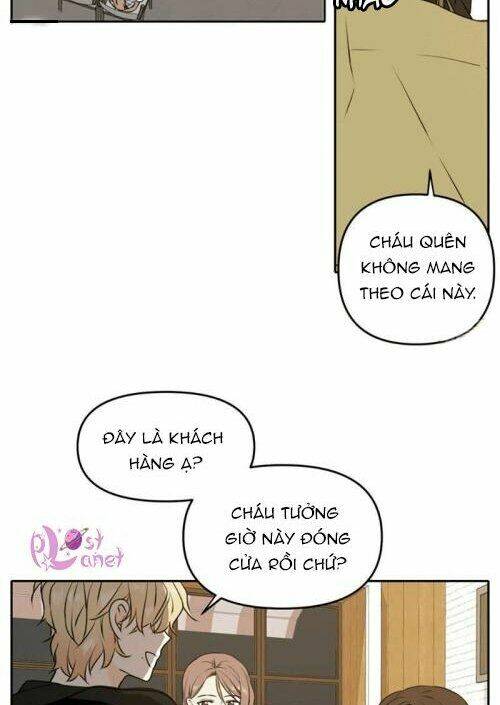 CHÁU QUÊN
KHÔNG MANG
THEO CÁI NÀY.
ĐÂY LÀ KHÁCH
HÀNG Ạ?
CHÁU TƯỞNG
GIỜ NÀY ĐÓNG
CỬA RỒI CHỨ?
Lost
Planet